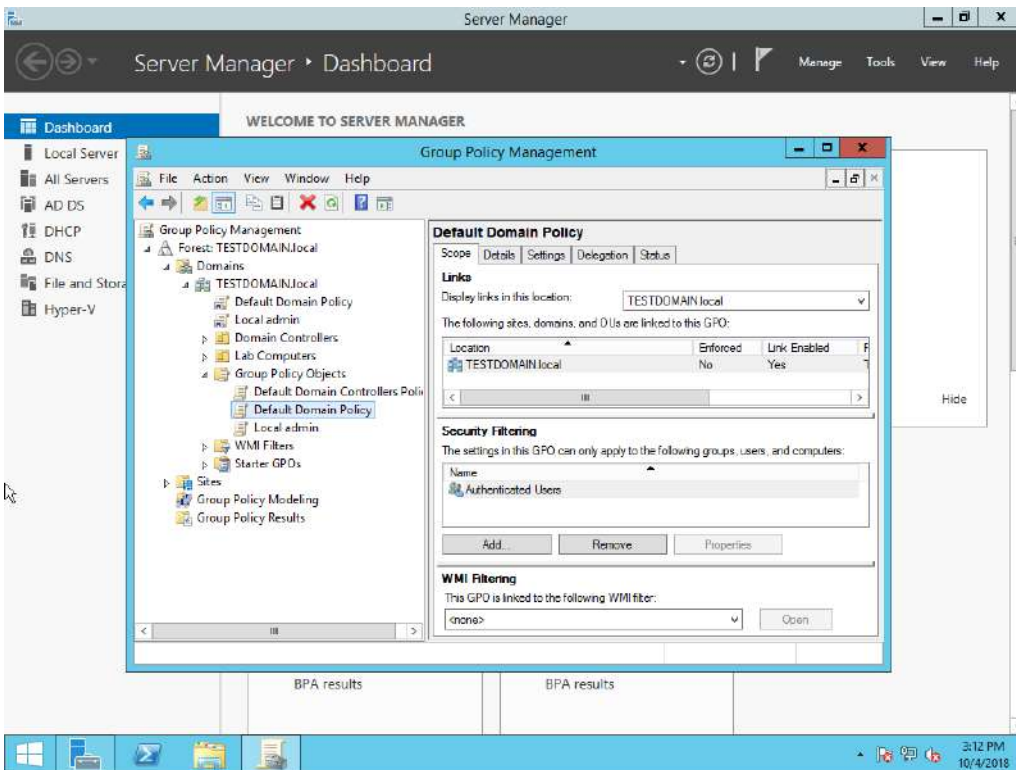 Server Manager
Server Manager • Dashboard
Manage Tools View Help
Dashboard
Local Server
All Servers
AD DS
DHCP
DNS
File and Stora
Hyper-V
WELCOME TO SERVER MANAGER
Group Policy Management
File Action View Window Help
Group Policy Management
Forest: TESTDOMAIN.local
Domains
TESTDOMAIN.local
Default Domain Policy
Local admin
Domain Controllers
Lab Computers
Group Policy Objects
Default Domain Controllers Poli
Default Domain Policy
Local admin
WMI Filters
Starter GPOs
Sites
Group Policy Modeling
Group Policy Results
Default Domain Policy
Scope Details Settings Delegation Status
Links
Display links in this location: TESTDOMAIN.local
The following sites, domains, and OUs are linked to this GPO:
Location Enforced Link Enabled
TESTDOMAIN.local No Yes
Security Filtering
The settings in this GPO can only apply to the following groups, users, and computers:
Name
Authenticated Users
Add... Remove Properties
WMI Filtering
This GPO is linked to the following WMI filter:
<none> Open
Hide
BPA results BPA results
3:12 PM
10/4/2018